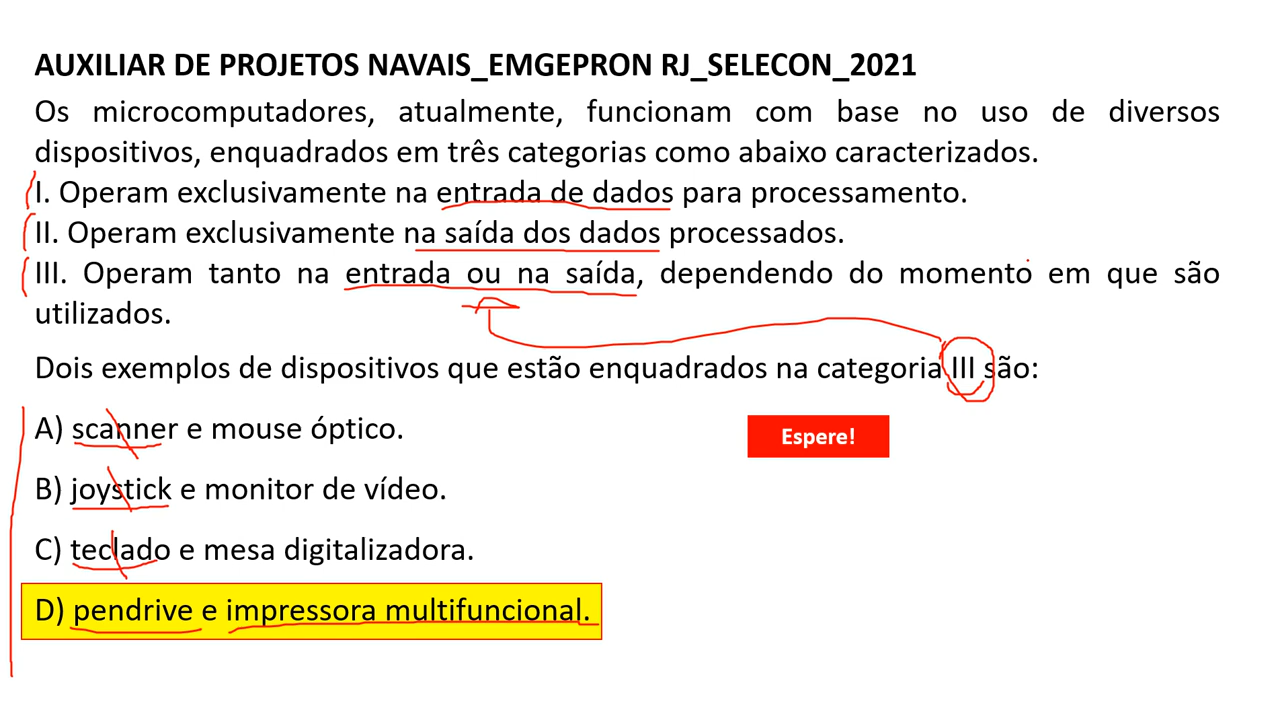 AUXILIAR DE PROJETOS NAVAIS_EMGEPRON RJ_SELECON_2021
Os microcomputadores, atualmente, funcionam com base no uso de diversos
dispositivos, enquadrados em três categorias como abaixo caracterizados.
I. Operam exclusivamente na entrada de dados para processamento.
II. Operam exclusivamente na saída dos dados processados.
III. Operam tanto na entrada ou na saída, dependendo do momento em que são
utilizados.
Dois exemplos de dispositivos que estão enquadrados na categoria III são:
A) scanner e mouse óptico.
Espere!
B) joystick e monitor de vídeo.
C) teclado e mesa digitalizadora.
D) pendrive e impressora multifuncional.